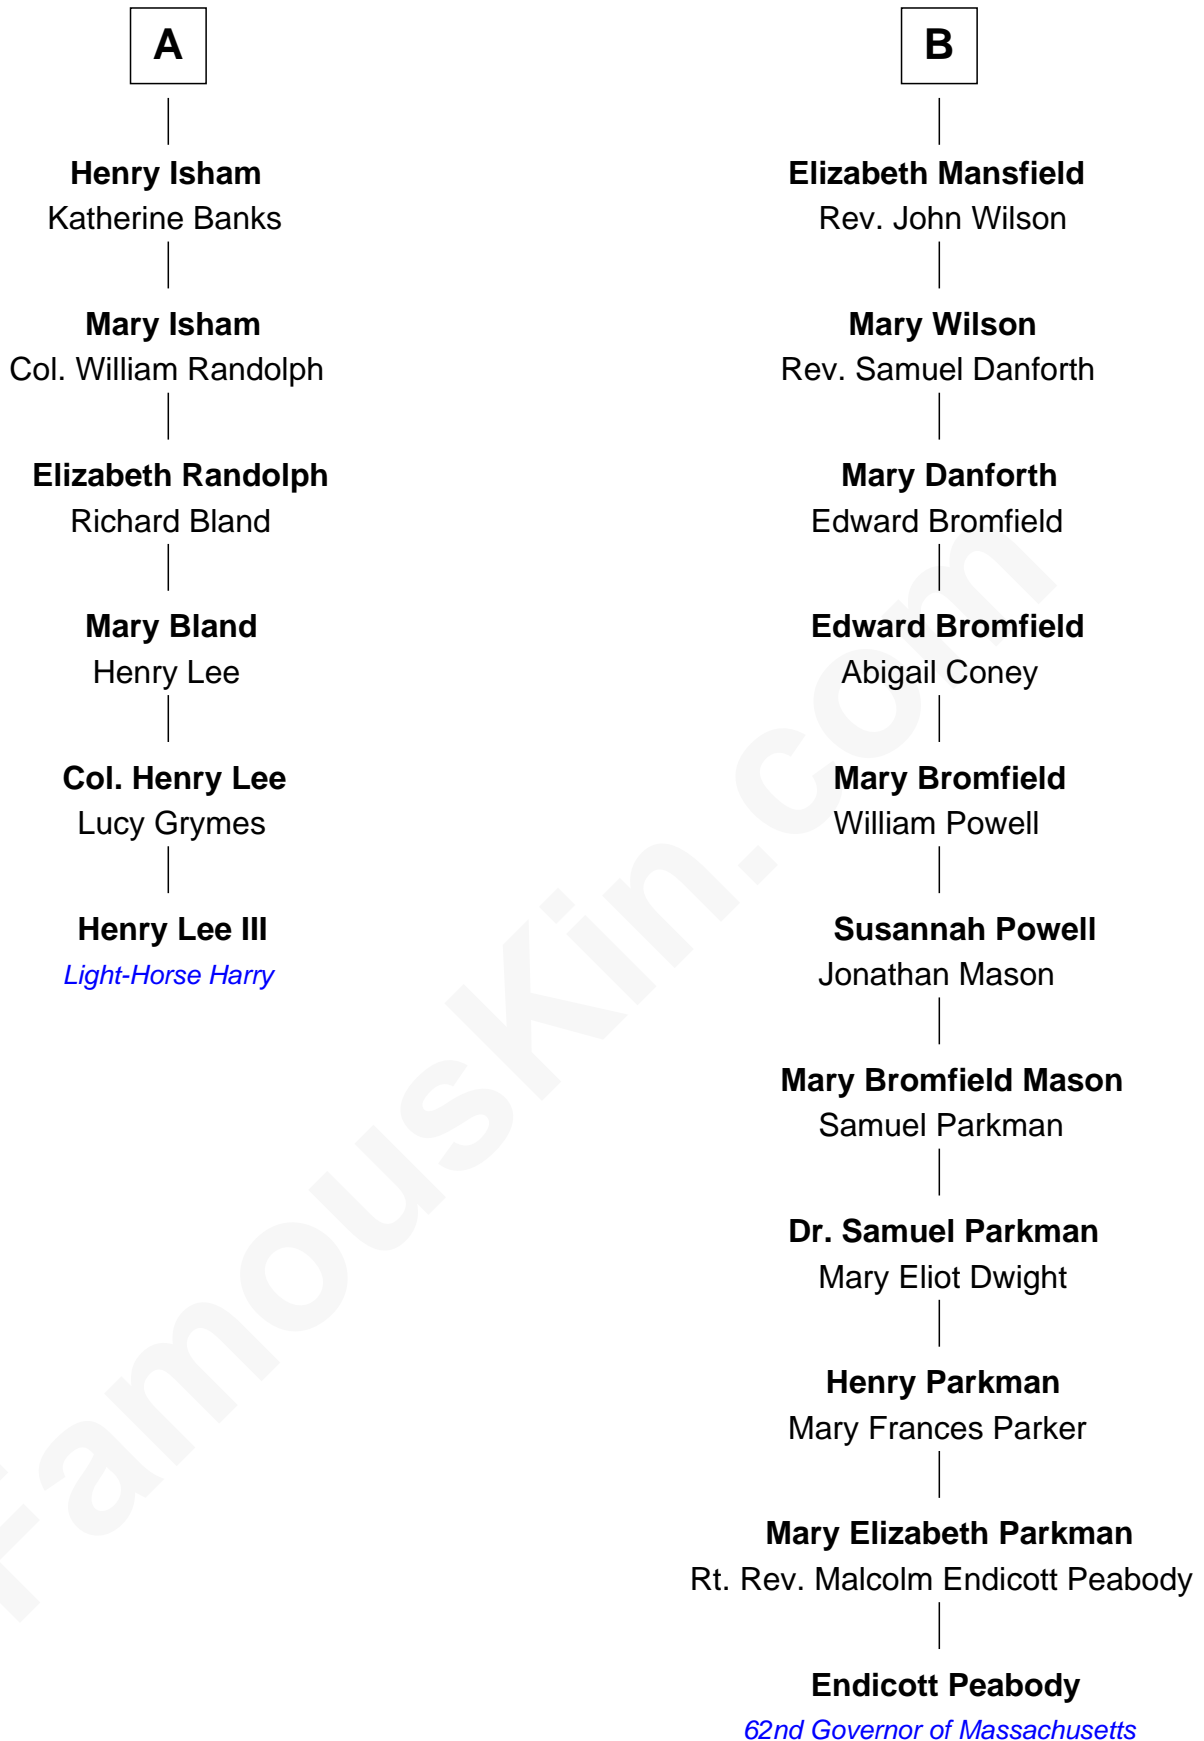 A
Henry Isham
Katherine Banks
Mary Isham
Col. William Randolph
Elizabeth Randolph
Richard Bland
Mary Bland
Henry Lee
Col. Henry Lee
Lucy Grymes
Henry Lee III
Light-Horse Harry
B
Elizabeth Mansfield
Rev. John Wilson
Mary Wilson
Rev. Samuel Danforth
Mary Danforth
Edward Bromfield
Edward Bromfield
Abigail Coney
Mary Bromfield
William Powell
Susannah Powell
Jonathan Mason
Mary Bromfield Mason
Samuel Parkman
Dr. Samuel Parkman
Mary Eliot Dwight
Henry Parkman
Mary Frances Parker
Mary Elizabeth Parkman
Rt. Rev. Malcolm Endicott Peabody
Endicott Peabody
62nd Governor of Massachusetts
FamousKin.com